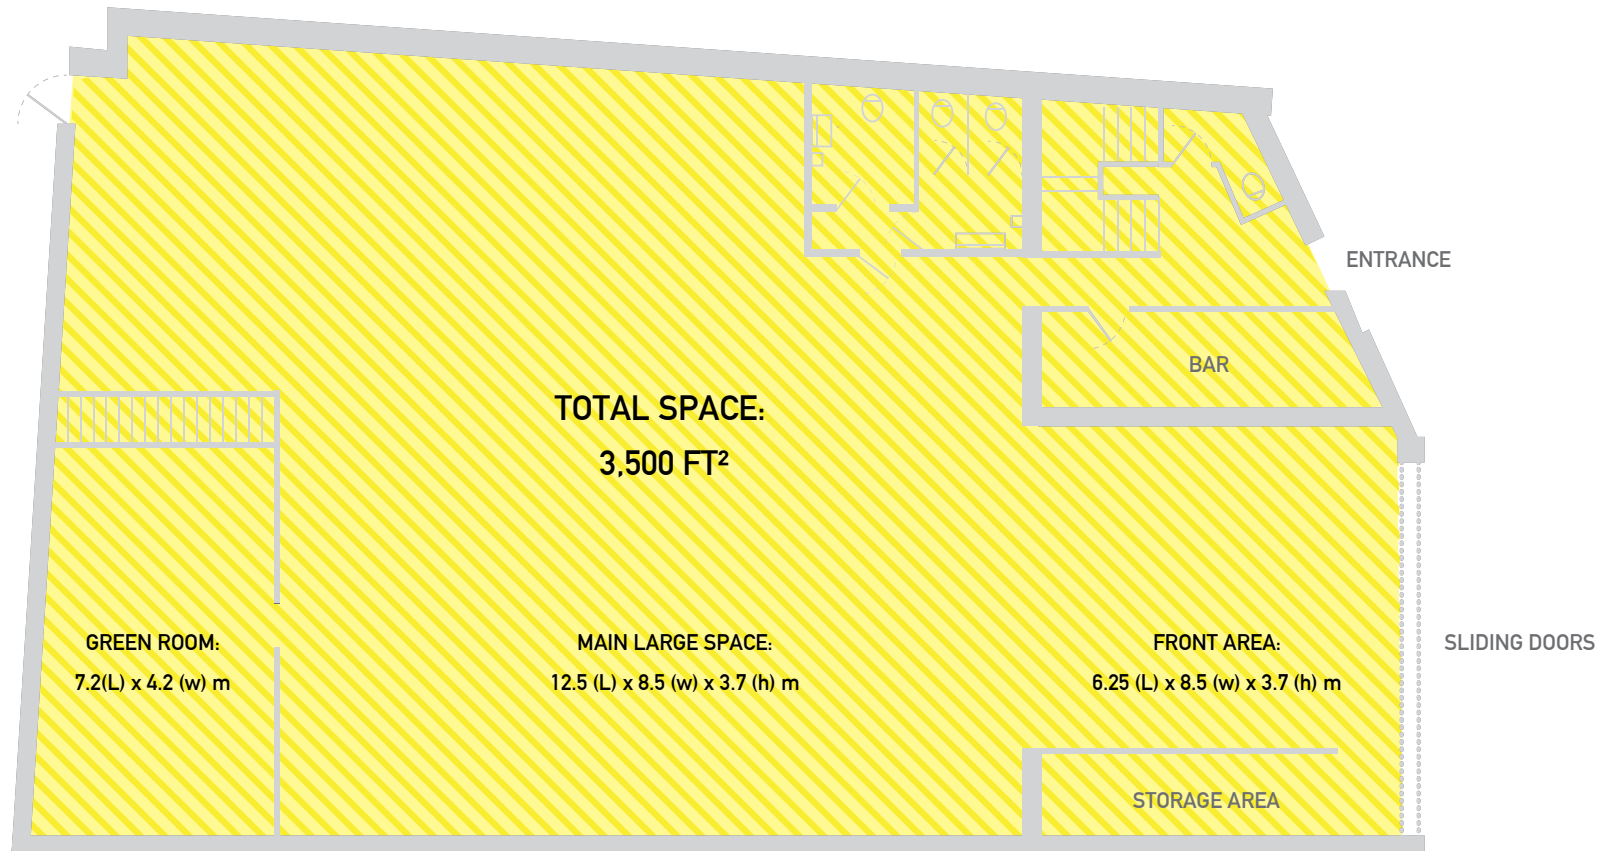 ENTRANCE
BAR
TOTAL SPACE:
3,500 FT²
GREEN ROOM:
7.2(L) x 4.2 (w) m
MAIN LARGE SPACE:
12.5 (L) x 8.5 (w) x 3.7 (h) m
FRONT AREA:
6.25 (L) x 8.5 (w) x 3.7 (h) m
SLIDING DOORS
STORAGE AREA